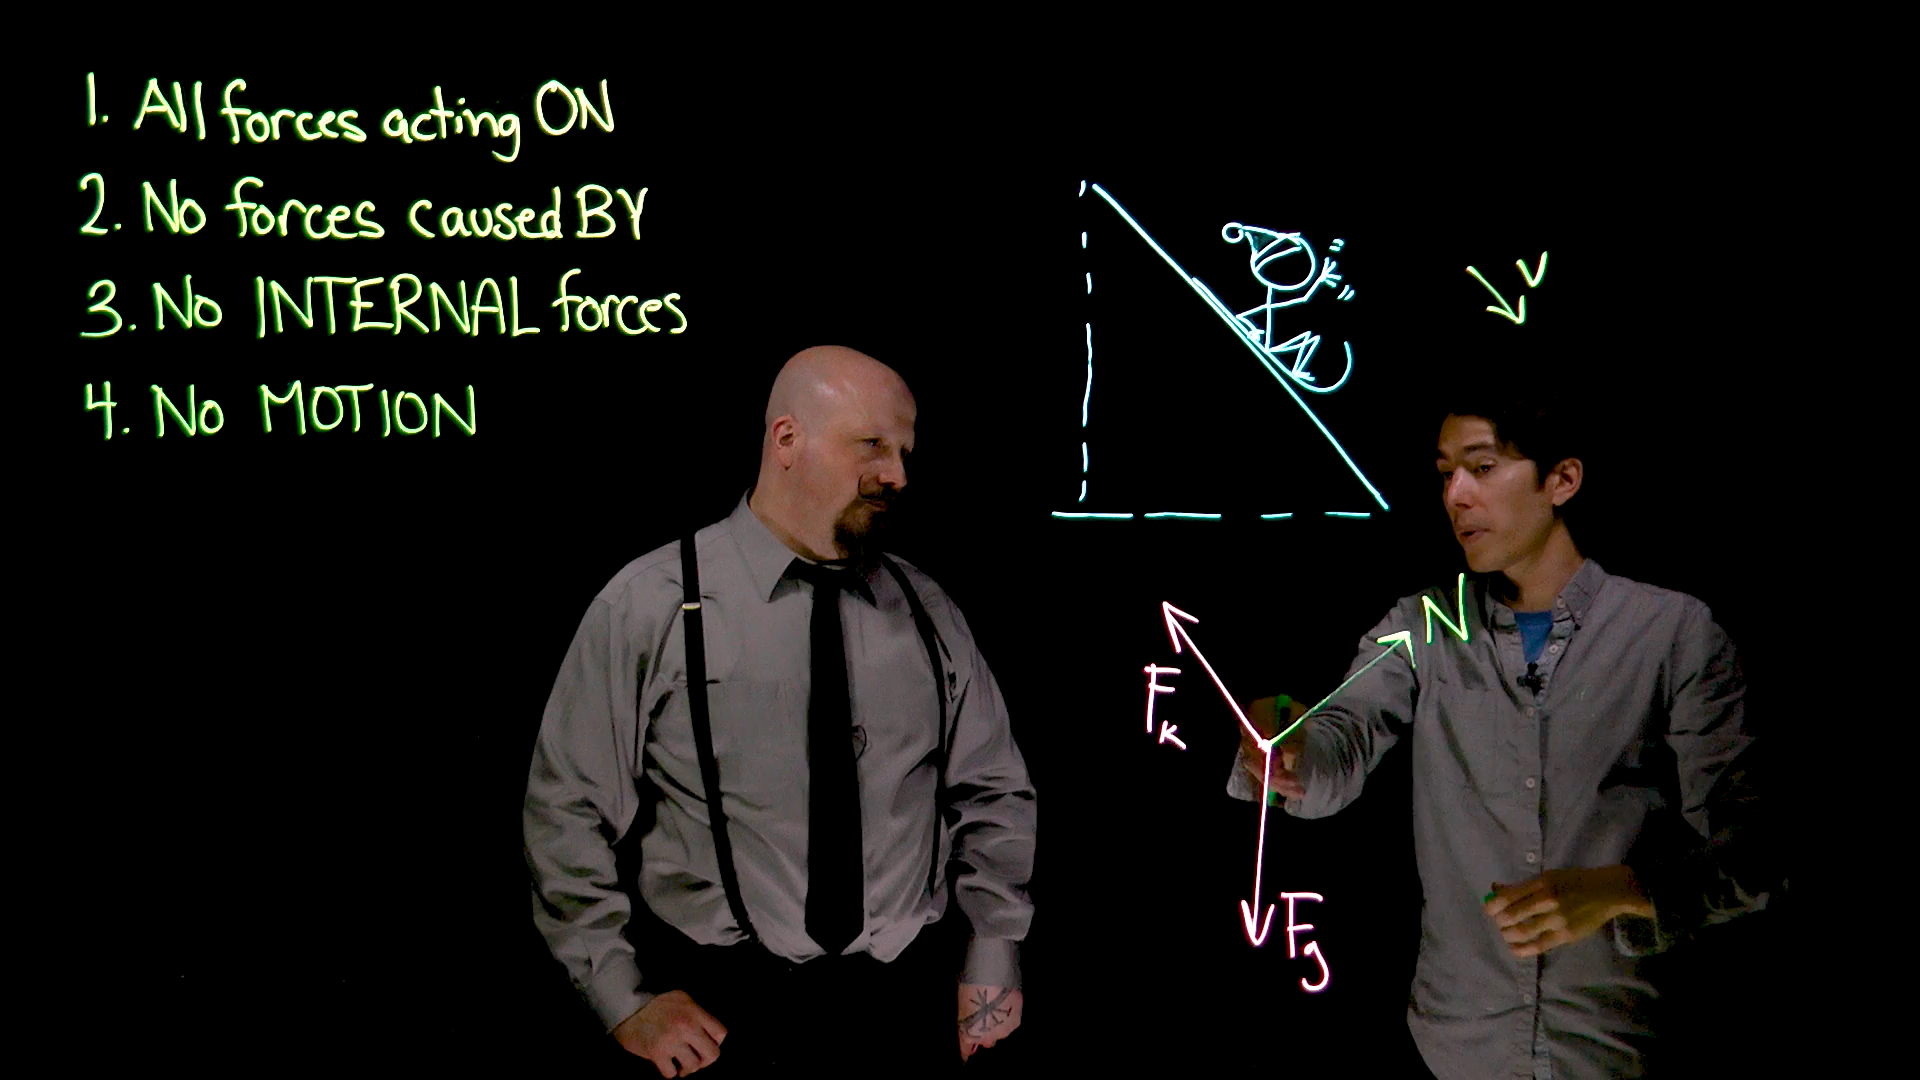 1. All forces acting ON
2. No forces caused BY
3. No INTERNAL forces
4. No MOTION
v
N
Fk
Fg